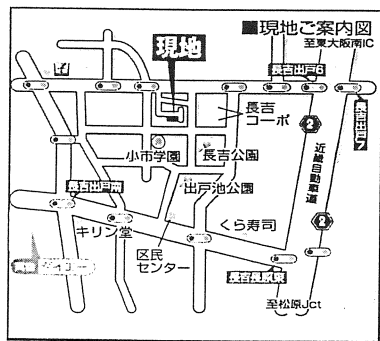 ■現地ご案内図
至東大阪南IC
現地
長吉出戸6
長吉出戸7
長吉
コーポ
2
近畿自動車道
小市学園
長吉公園
長吉出戸南
出戸池公園
2
くら寿司
キリン堂
区民
センター
長吉長原東
至松原Jct